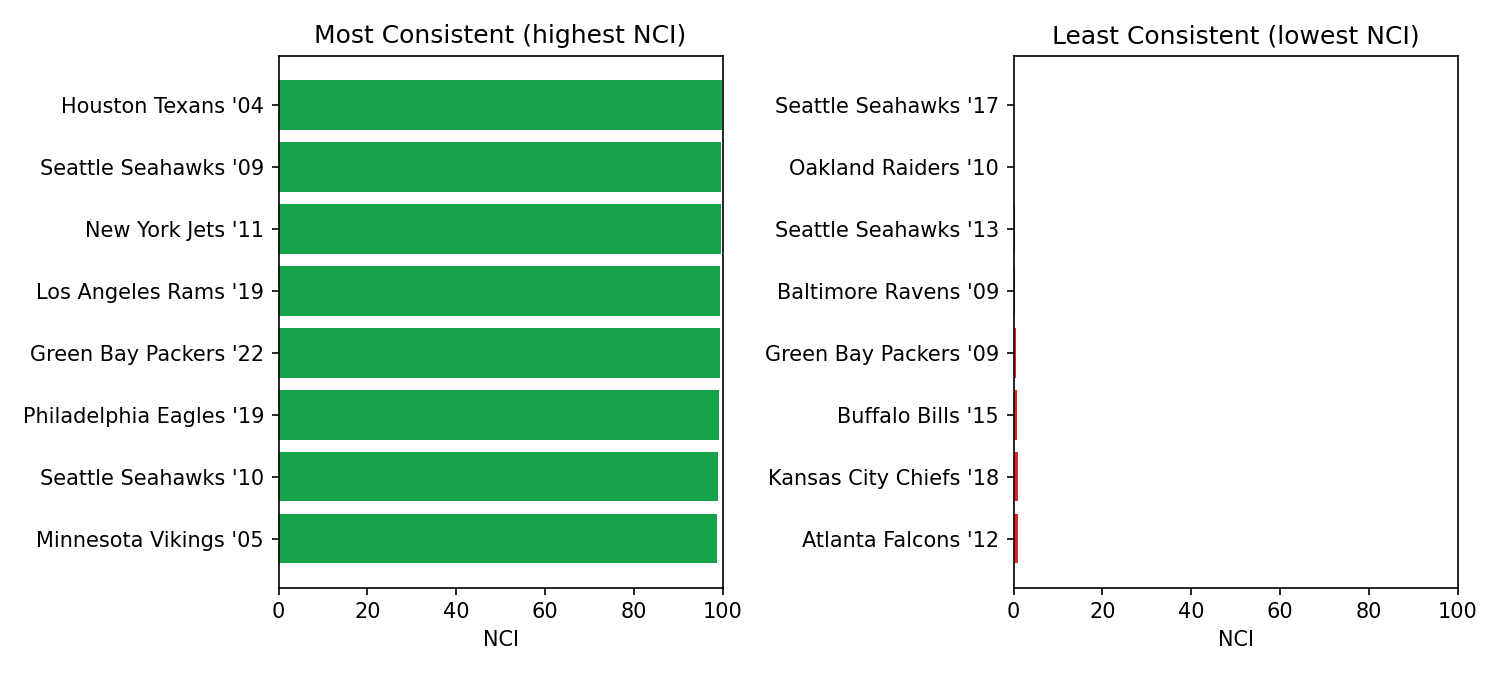 Most Consistent (highest NCI)
Houston Texans '04
Seattle Seahawks '09
New York Jets '11
Los Angeles Rams '19
Green Bay Packers '22
Philadelphia Eagles '19
Seattle Seahawks '10
Minnesota Vikings '05
0 20 40 60 80 100
NCI
Least Consistent (lowest NCI)
Seattle Seahawks '17
Oakland Raiders '10
Seattle Seahawks '13
Baltimore Ravens '09
Green Bay Packers '09
Buffalo Bills '15
Kansas City Chiefs '18
Atlanta Falcons '12
0 20 40 60 80 100
NCI